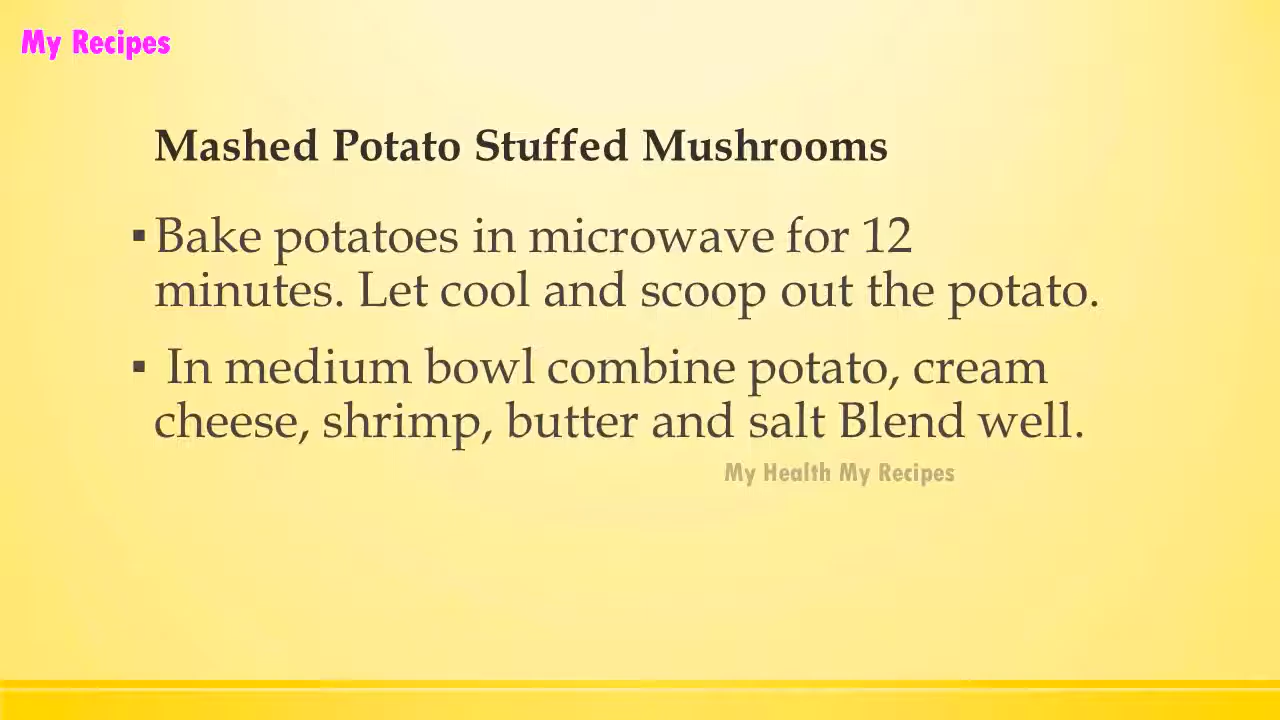 My Recipes
Mashed Potato Stuffed Mushrooms
▪Bake potatoes in microwave for 12
minutes. Let cool and scoop out the potato.
▪ In medium bowl combine potato, cream
cheese, shrimp, butter and salt Blend well.
My Health My Recipes